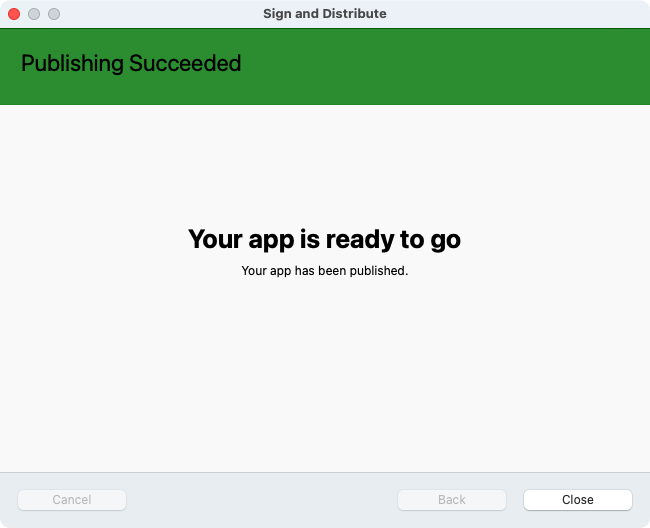 Sign and Distribute
Publishing Succeeded
Your app is ready to go
Your app has been published.
Cancel
Back
Close